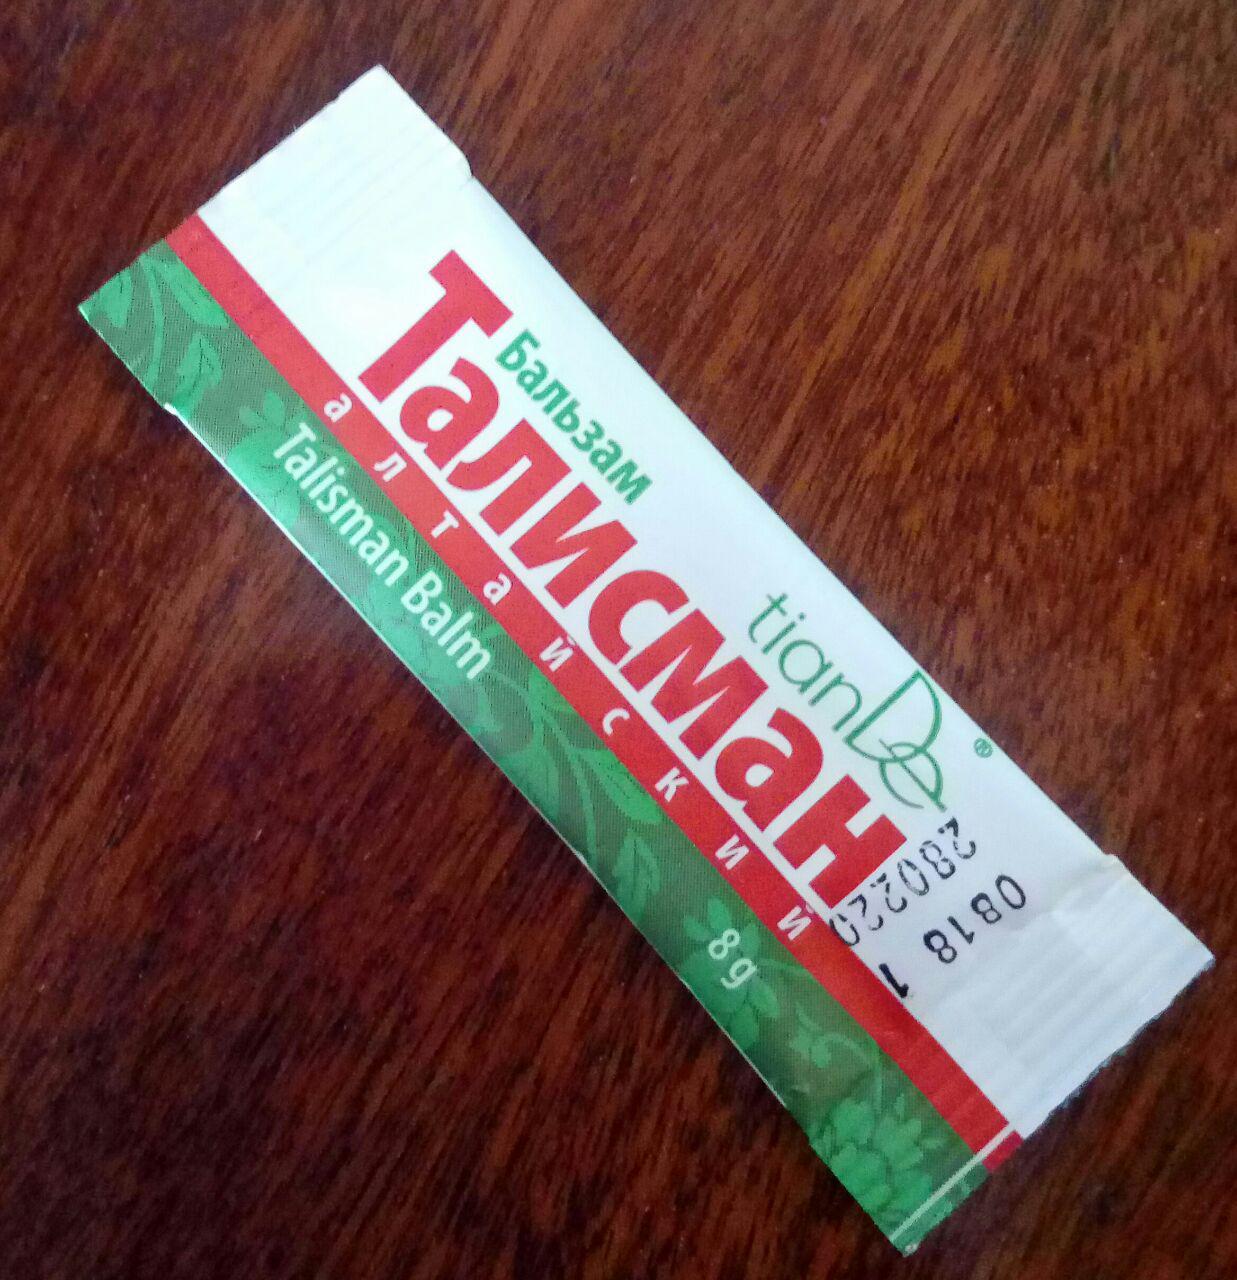 Бальзам
Талисман
алтайский
Talisman Balm
8g
tianDe®
280220
0818
1